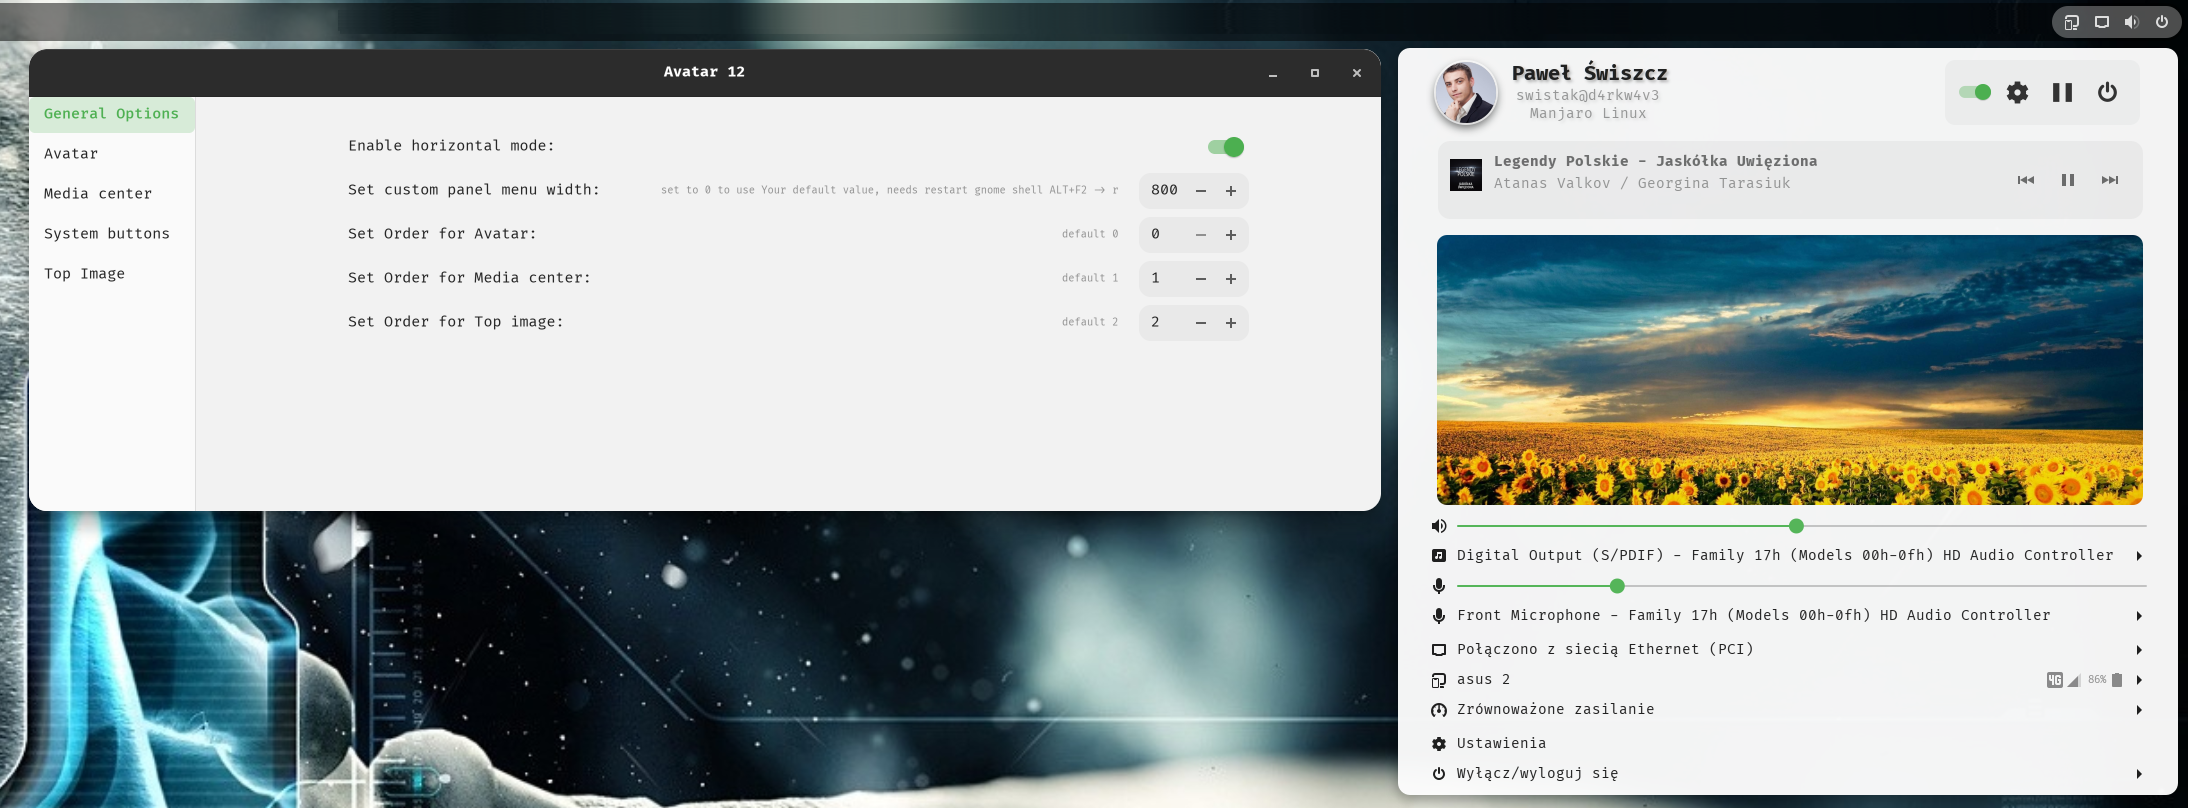 Avatar 12
General Options
Avatar
Media center
System buttons
Top Image
Enable horizontal mode:
Set custom panel menu width: set to 0 to use Your default value, needs restart gnome shell ALT+F2 → r 800
Set Order for Avatar: default 0 0
Set Order for Media center: default 1 1
Set Order for Top image: default 2 2
Paweł Świszcz
swistak@d4rkw4v3
Manjaro Linux
Legendy Polskie - Jaskółka Uwięziona
Atanas Valkov / Georgina Tarasiuk
Digital Output (S/PDIF) - Family 17h (Models 00h-0fh) HD Audio Controller
Front Microphone - Family 17h (Models 00h-0fh) HD Audio Controller
Połączono z siecią Ethernet (PCI)
asus 2 4G 86%
Zrównoważone zasilanie
Ustawienia
Wyłącz/wyloguj się